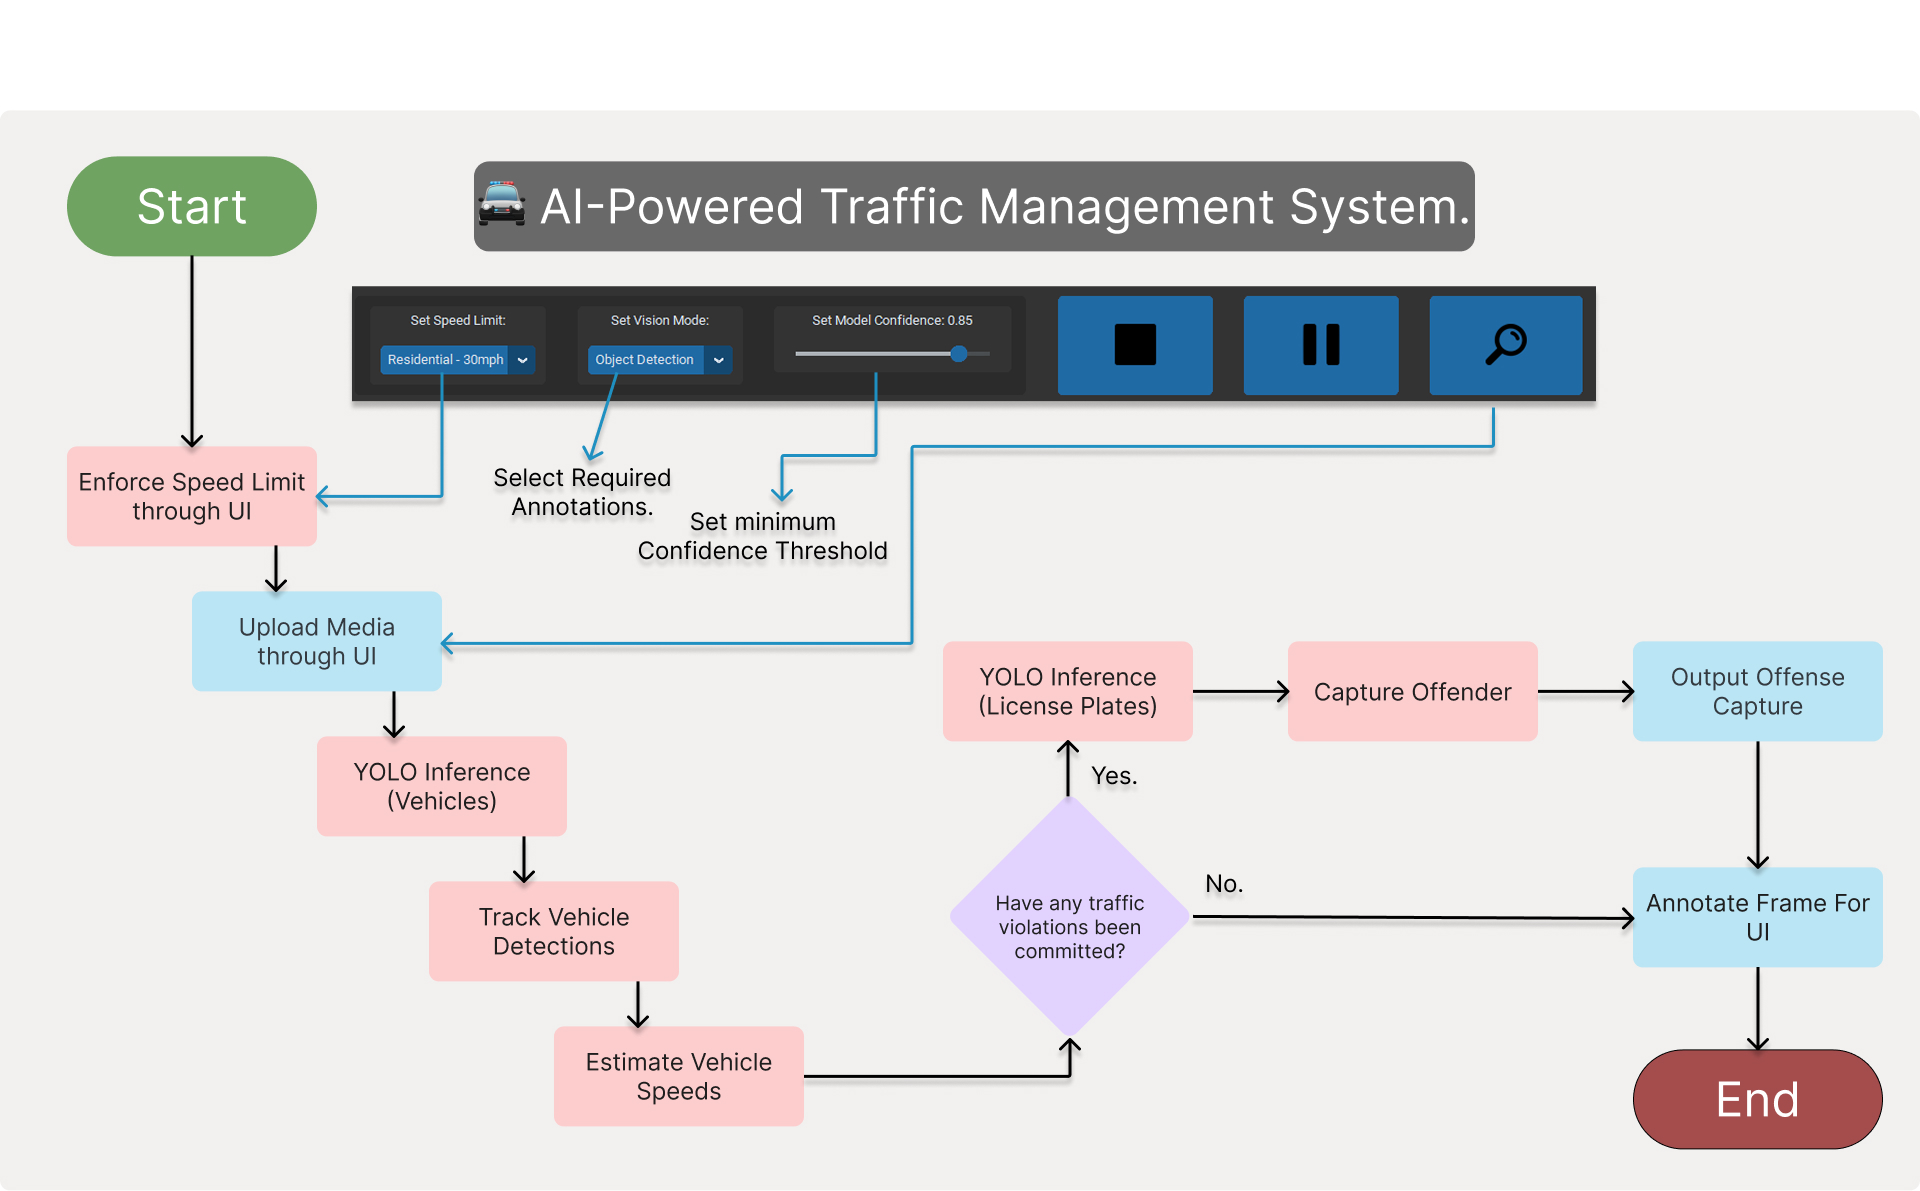 Start
AI-Powered Traffic Management System.
Set Speed Limit:
Residential - 30mph
Set Vision Mode:
Object Detection
Set Model Confidence: 0.85
Enforce Speed Limit
through UI
Select Required
Annotations.
Set minimum
Confidence Threshold
Upload Media
through UI
YOLO Inference
(Vehicles)
Track Vehicle
Detections
Estimate Vehicle
Speeds
Have any traffic
violations been
committed?
Yes.
No.
YOLO Inference
(License Plates)
Capture Offender
Output Offense
Capture
Annotate Frame For
UI
End